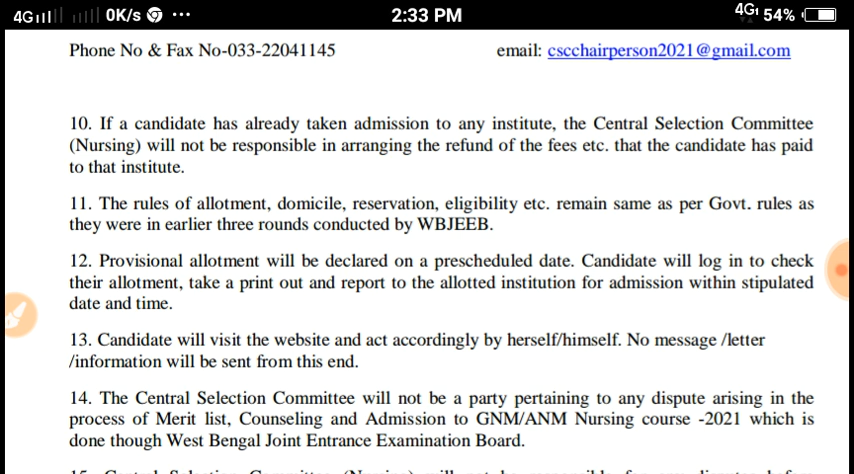 4G 0K/s ... 2:33 PM 4G 54%
Phone No & Fax No-033-22041145 email: cscchairperson2021@gmail.com
10. If a candidate has already taken admission to any institute, the Central Selection Committee
(Nursing) will not be responsible in arranging the refund of the fees etc. that the candidate has paid
to that institute.
11. The rules of allotment, domicile, reservation, eligibility etc. remain same as per Govt. rules as
they were in earlier three rounds conducted by WBJEEB.
12. Provisional allotment will be declared on a prescheduled date. Candidate will log in to check
their allotment, take a print out and report to the allotted institution for admission within stipulated
date and time.
13. Candidate will visit the website and act accordingly by herself/himself. No message /letter
/information will be sent from this end.
14. The Central Selection Committee will not be a party pertaining to any dispute arising in the
process of Merit list, Counseling and Admission to GNM/ANM Nursing course -2021 which is
done though West Bengal Joint Entrance Examination Board.